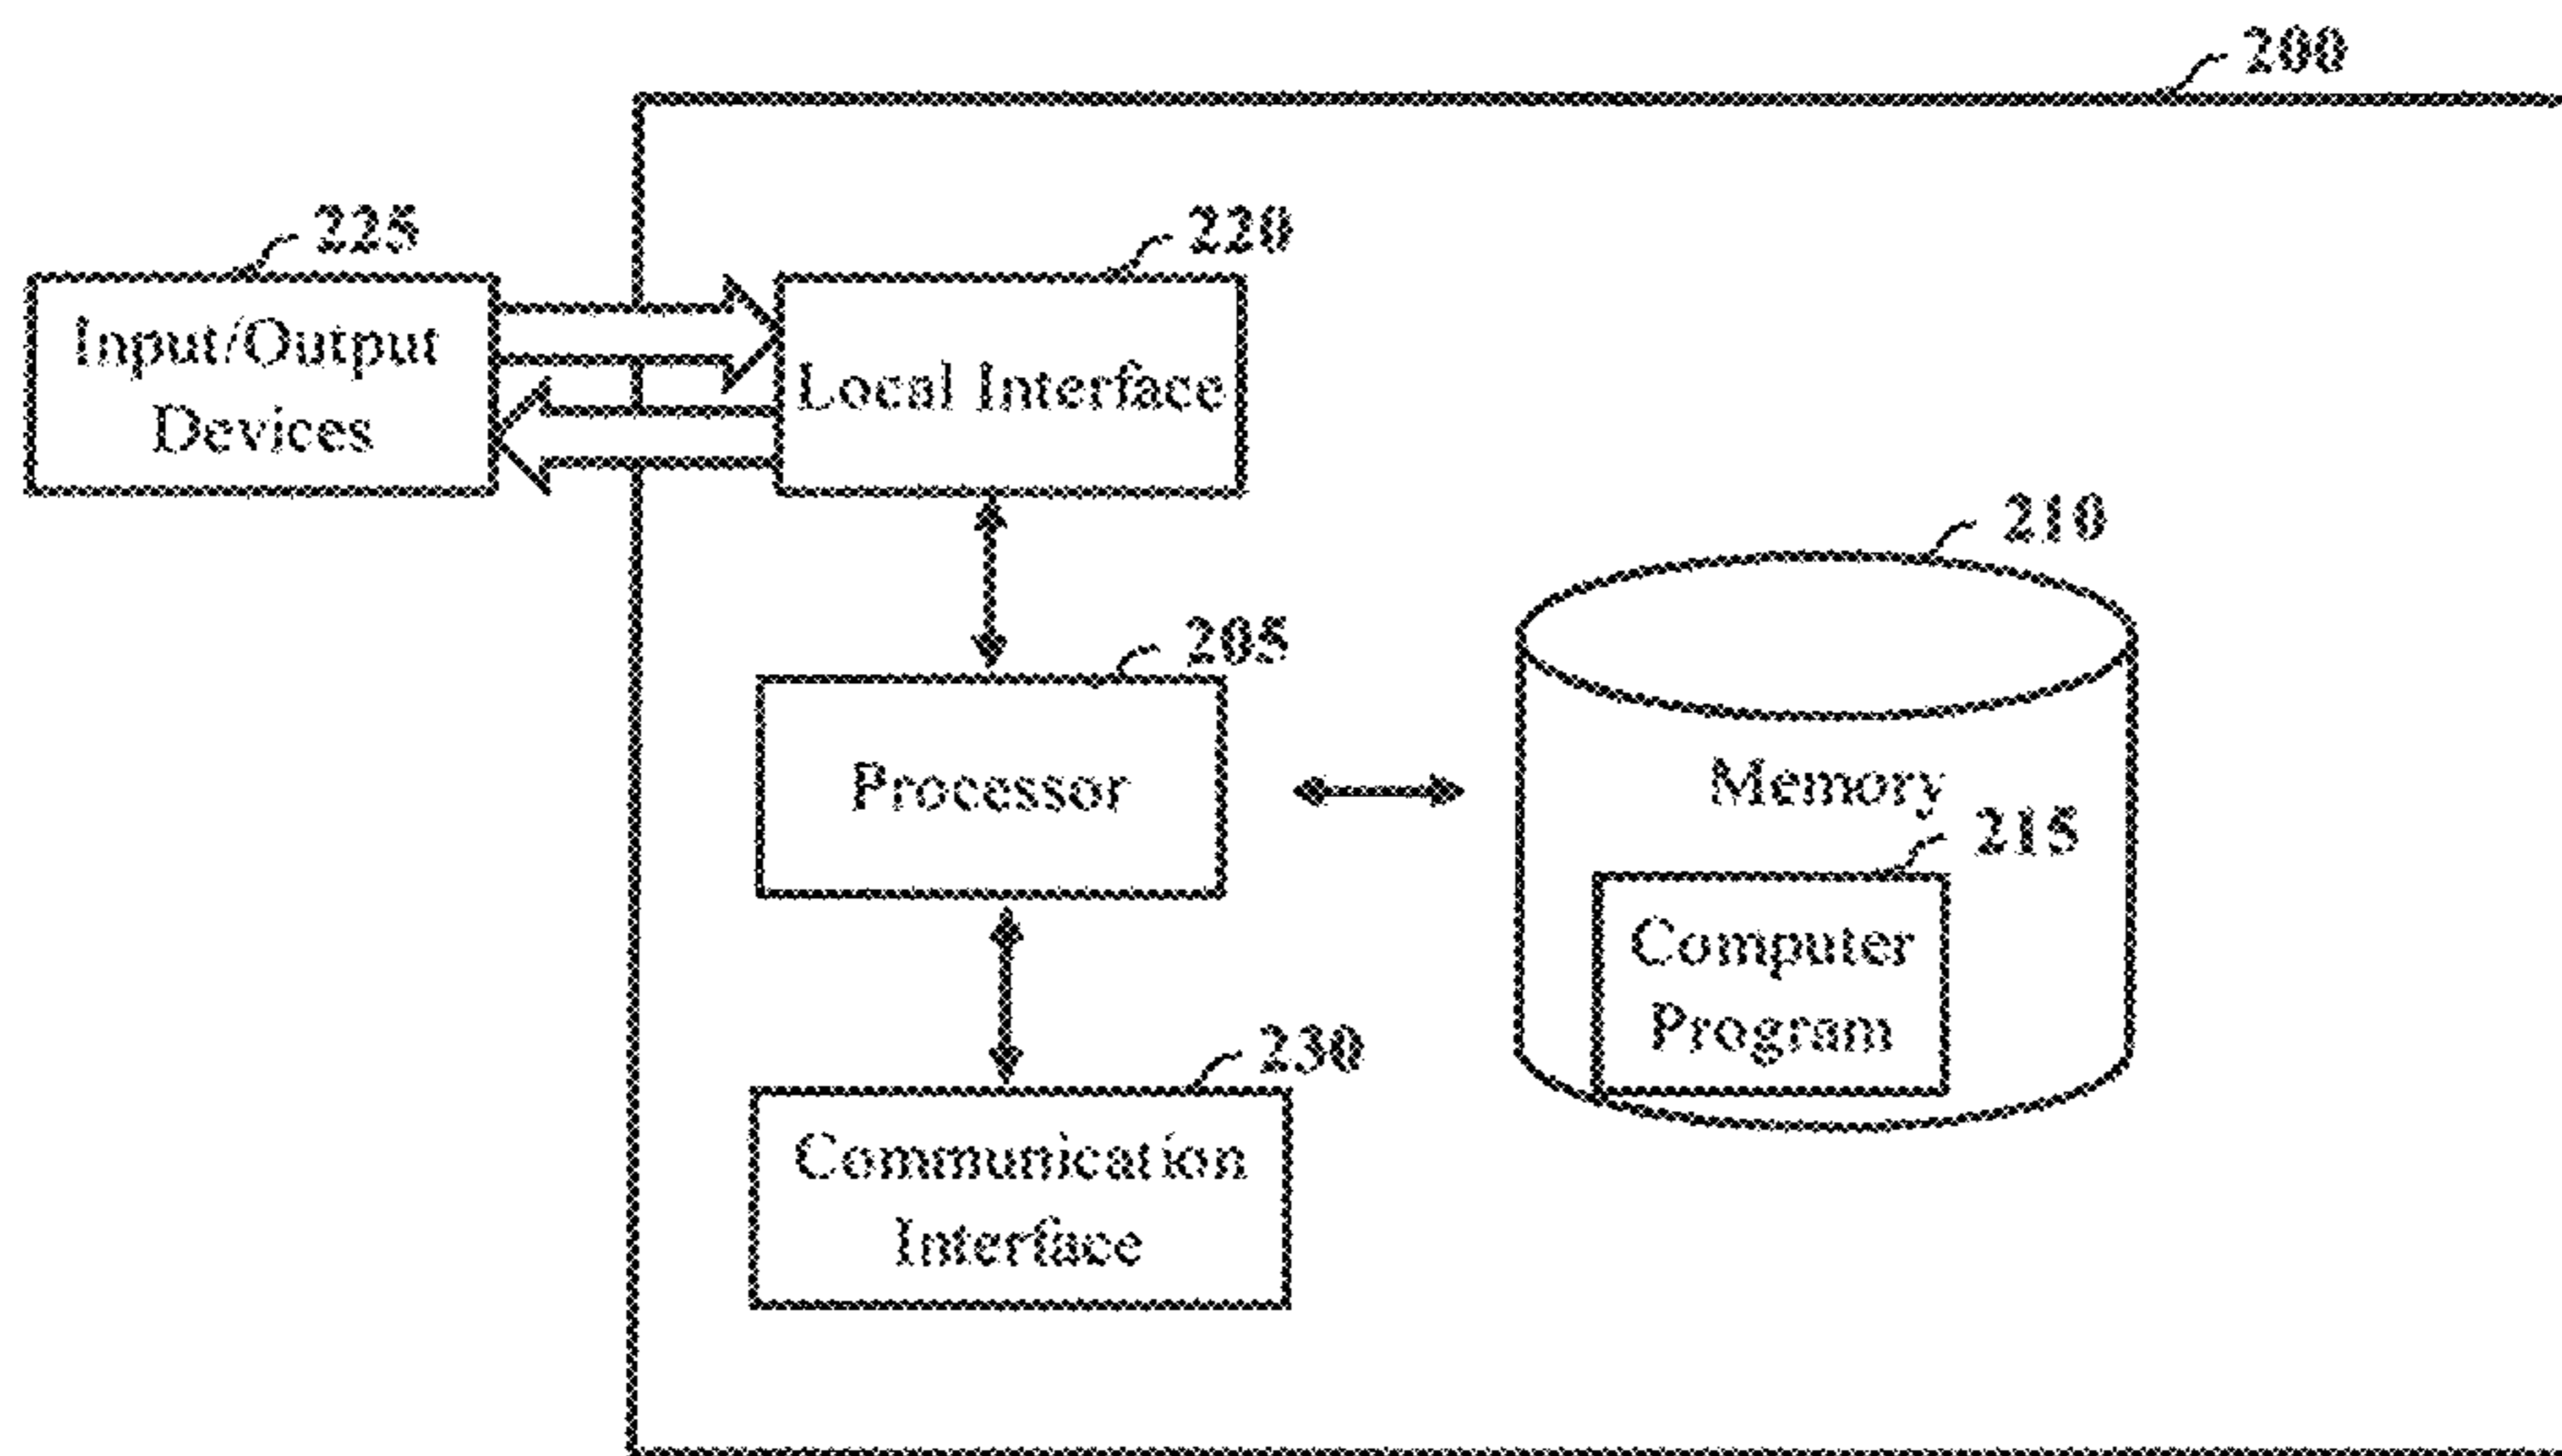 200
225
220
Input/Output
Devices
Local Interface
210
205
Processor
Memory
215
Computer
Program
230
Communication
Interface